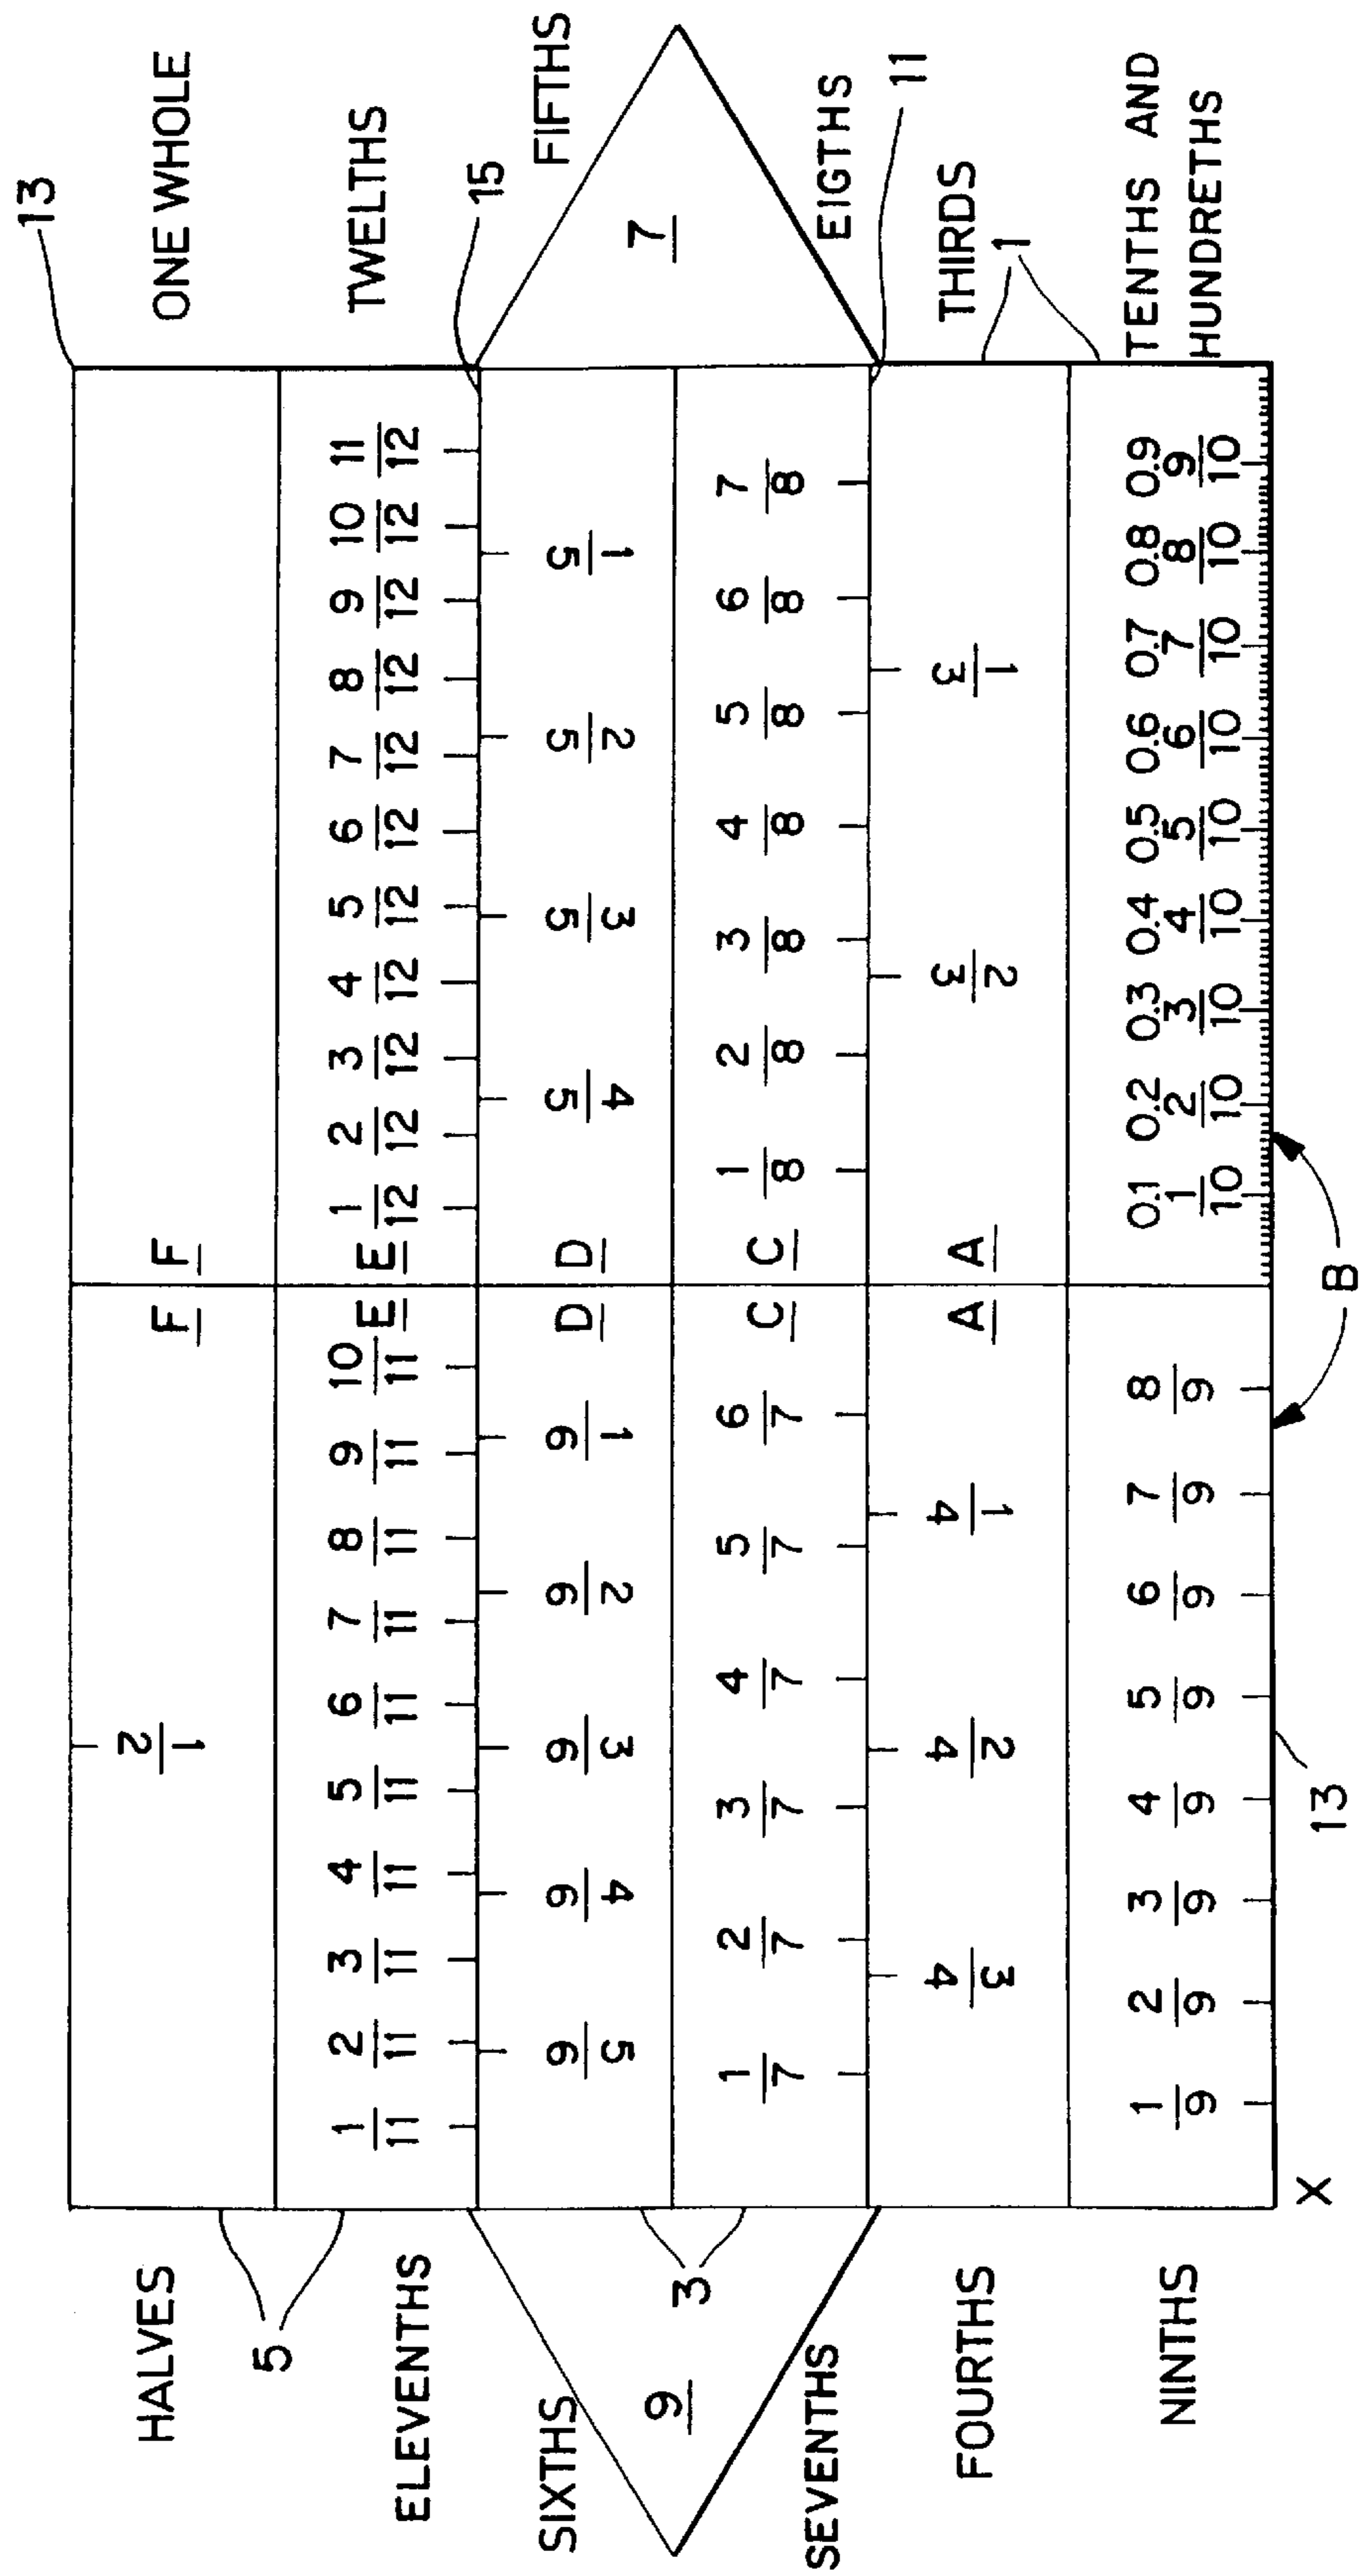 13
HALVES 1/2 F F ONE WHOLE
5
ELEVENTHS 1/11 2/11 3/11 4/11 5/11 6/11 7/11 8/11 9/11 10/11 E E 1/12 2/12 3/12 4/12 5/12 6/12 7/12 8/12 9/12 10/12 11/12 TWELTHS
15
SIXTHS 5/6 4/6 3/6 2/6 1/6 D D 4/5 3/5 2/5 1/5 FIFTHS
9 3 7
SEVENTHS 1/7 2/7 3/7 4/7 5/7 6/7 C C 1/8 2/8 3/8 4/8 5/8 6/8 7/8 EIGTHS
11
FOURTHS 3/4 2/4 1/4 A A 2/3 1/3 THIRDS
1
0.1 0.2 0.3 0.4 0.5 0.6 0.7 0.8 0.9 TENTHS AND
NINTHS 1/9 2/9 3/9 4/9 5/9 6/9 7/9 8/9 1/10 2/10 3/10 4/10 5/10 6/10 7/10 8/10 9/10 HUNDRETHS
X 13 B